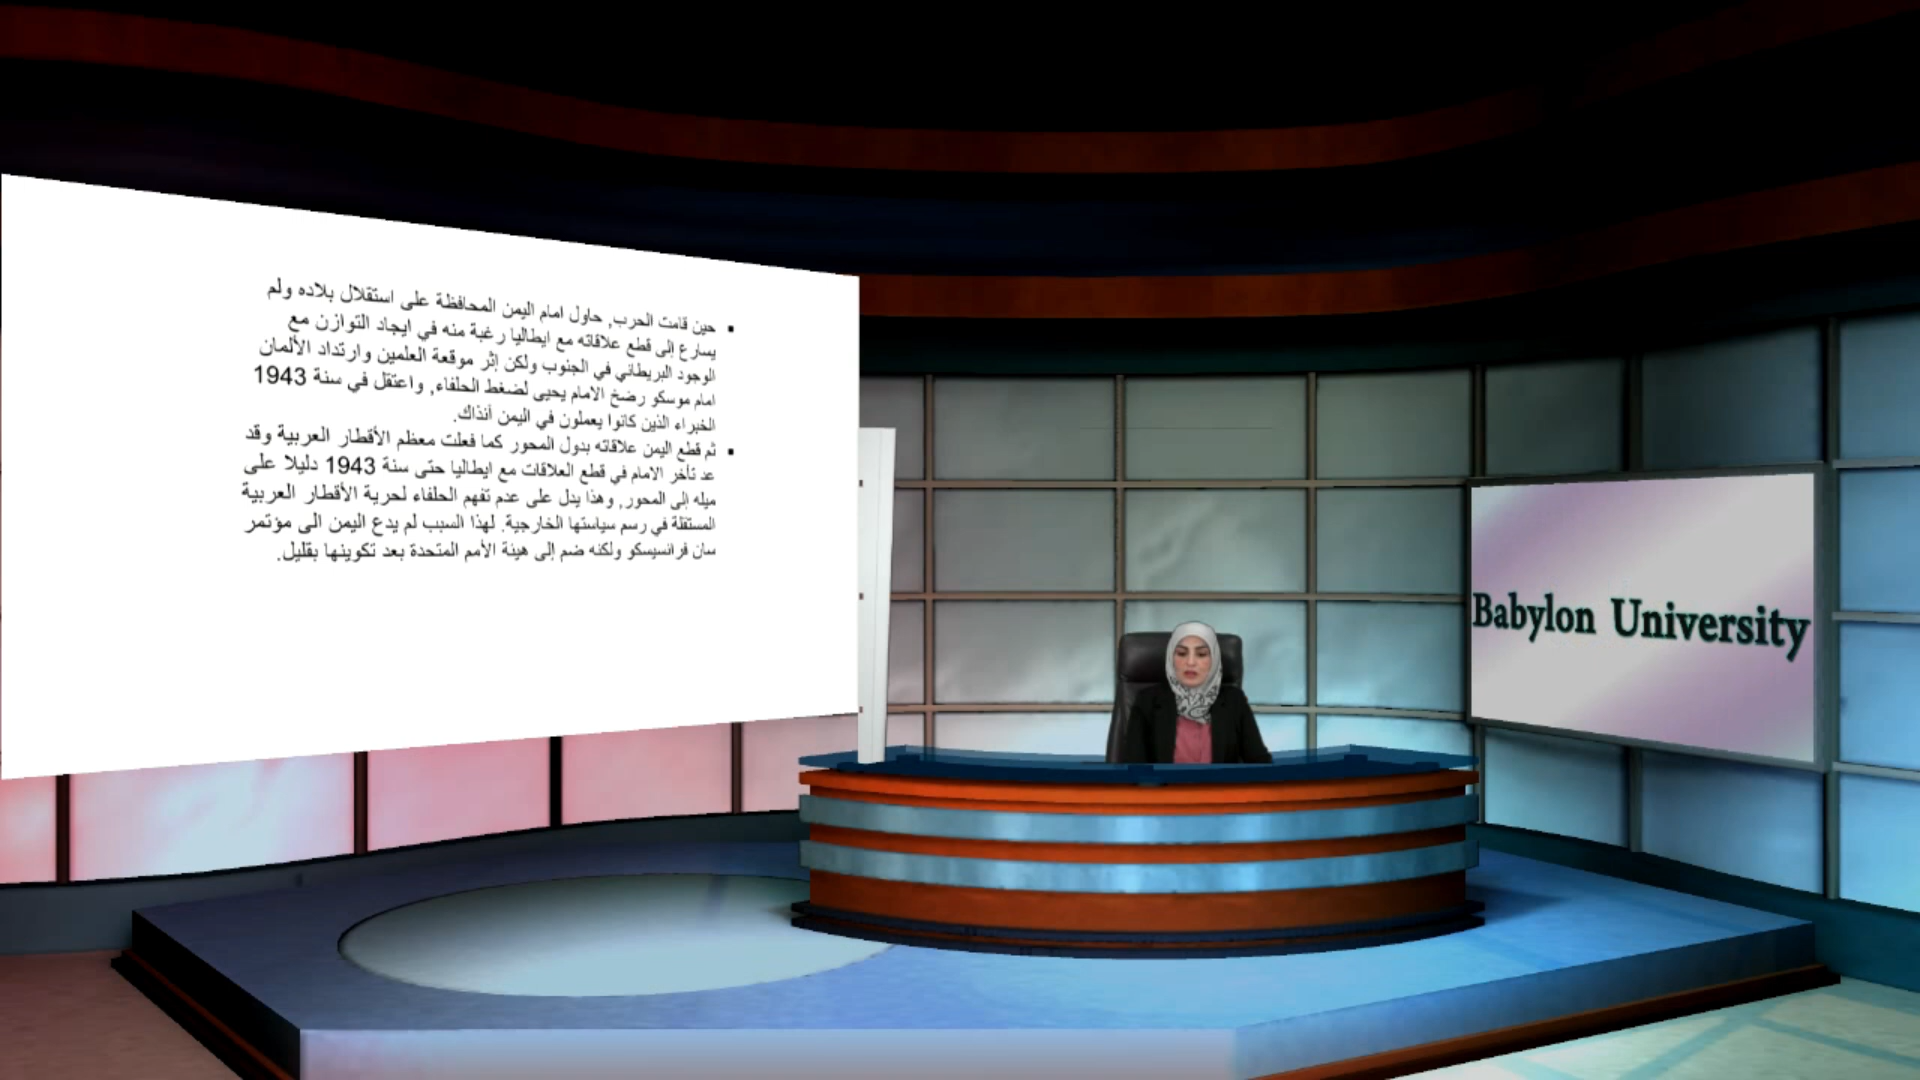 حين قامت الحرب, حاول امام اليمن المحافظة على استقلال بلاده ولم
يسارع إلى قطع علاقاته مع ايطاليا رغبة منه في ايجاد التوازن مع
الوجود البريطاني في الجنوب ولكن إثر موقعة العلمين وارتداد الألمان
امام موسكو رضخ الامام يحيى لضغط الحلفاء, واعتقل في سنة 1943
الخبراء الذين كانوا يعملون في اليمن أنذاك.
ثم قطع اليمن علاقاته بدول المحور كما فعلت معظم الأقطار العربية وقد
عد تأخر الامام في قطع العلاقات مع ايطاليا حتى سنة 1943 دليلا على
ميله إلى المحور, وهذا يدل على عدم تفهم الحلفاء لحرية الأقطار العربية
المستقلة في رسم سياستها الخارجية. لهذا السبب لم يدع اليمن الى مؤتمر
سان فرانسيسكو ولكنه ضم إلى هيئة الأمم المتحدة بعد تكوينها بقليل.
Babylon University